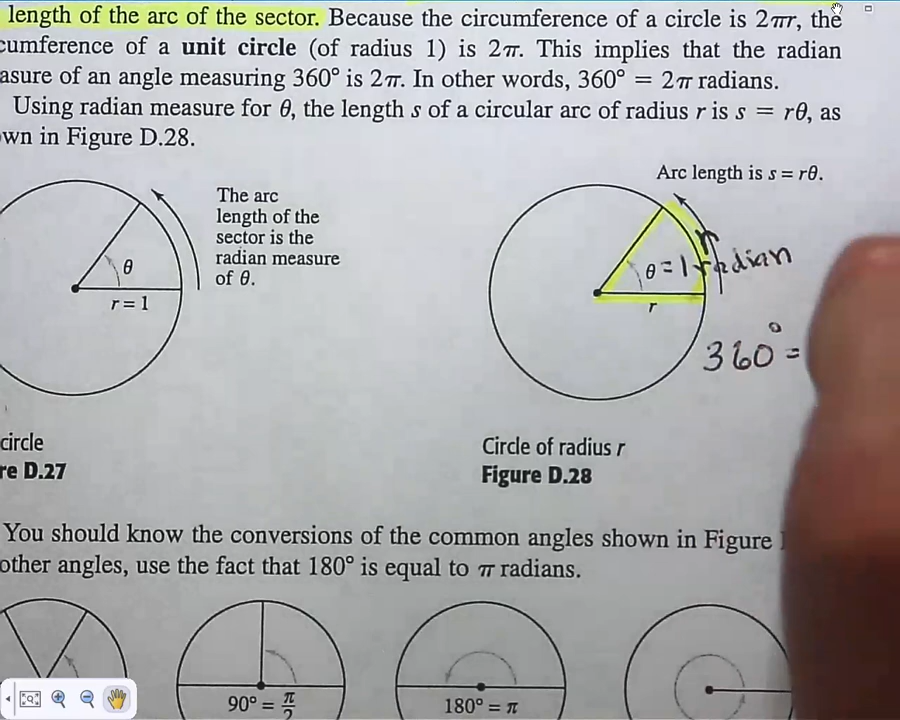 length of the arc of the sector. Because the circumference of a circle is 2πr, the
cumference of a unit circle (of radius 1) is 2π. This implies that the radian
asure of an angle measuring 360° is 2π. In other words, 360° = 2π radians.
Using radian measure for θ, the length s of a circular arc of radius r is s = rθ, as
wn in Figure D.28.
The arc
length of the
sector is the
radian measure
of θ.
θ
r = 1
Arc length is s = rθ.
r
θ = 1 radian
r
360° =
circle
re D.27
Circle of radius r
Figure D.28
You should know the conversions of the common angles shown in Figure
other angles, use the fact that 180° is equal to π radians.
90° = π/2
180° = π